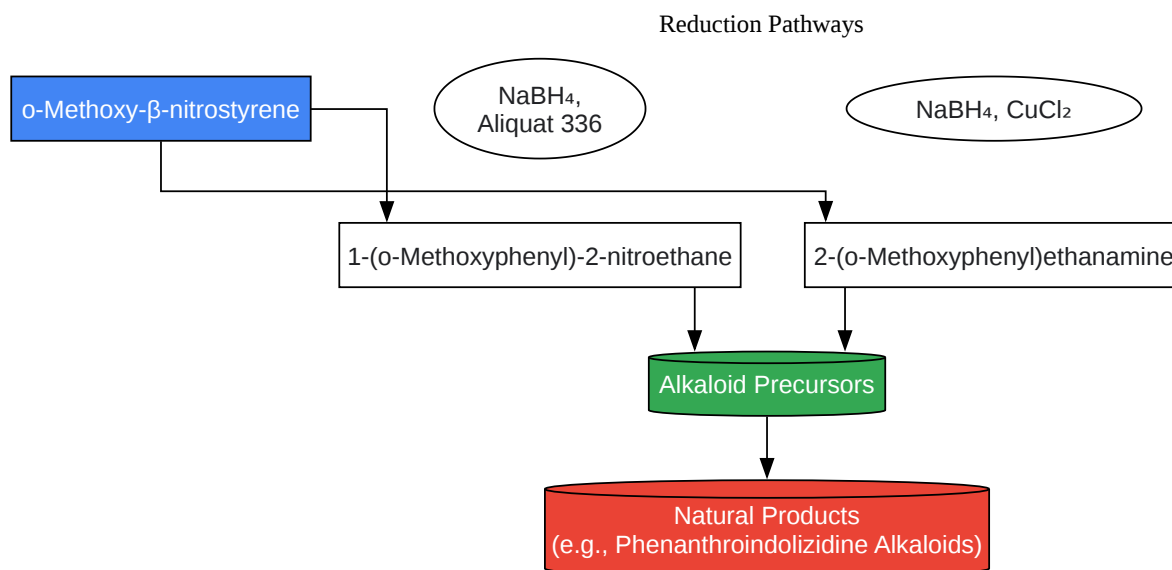 Reduction Pathways
o-Methoxy-β-nitrostyrene
NaBH₄,
Aliquat 336
NaBH₄, CuCl₂
1-(o-Methoxyphenyl)-2-nitroethane
2-(o-Methoxyphenyl)ethanamine
Alkaloid Precursors
Natural Products
(e.g., Phenanthroindolizidine Alkaloids)